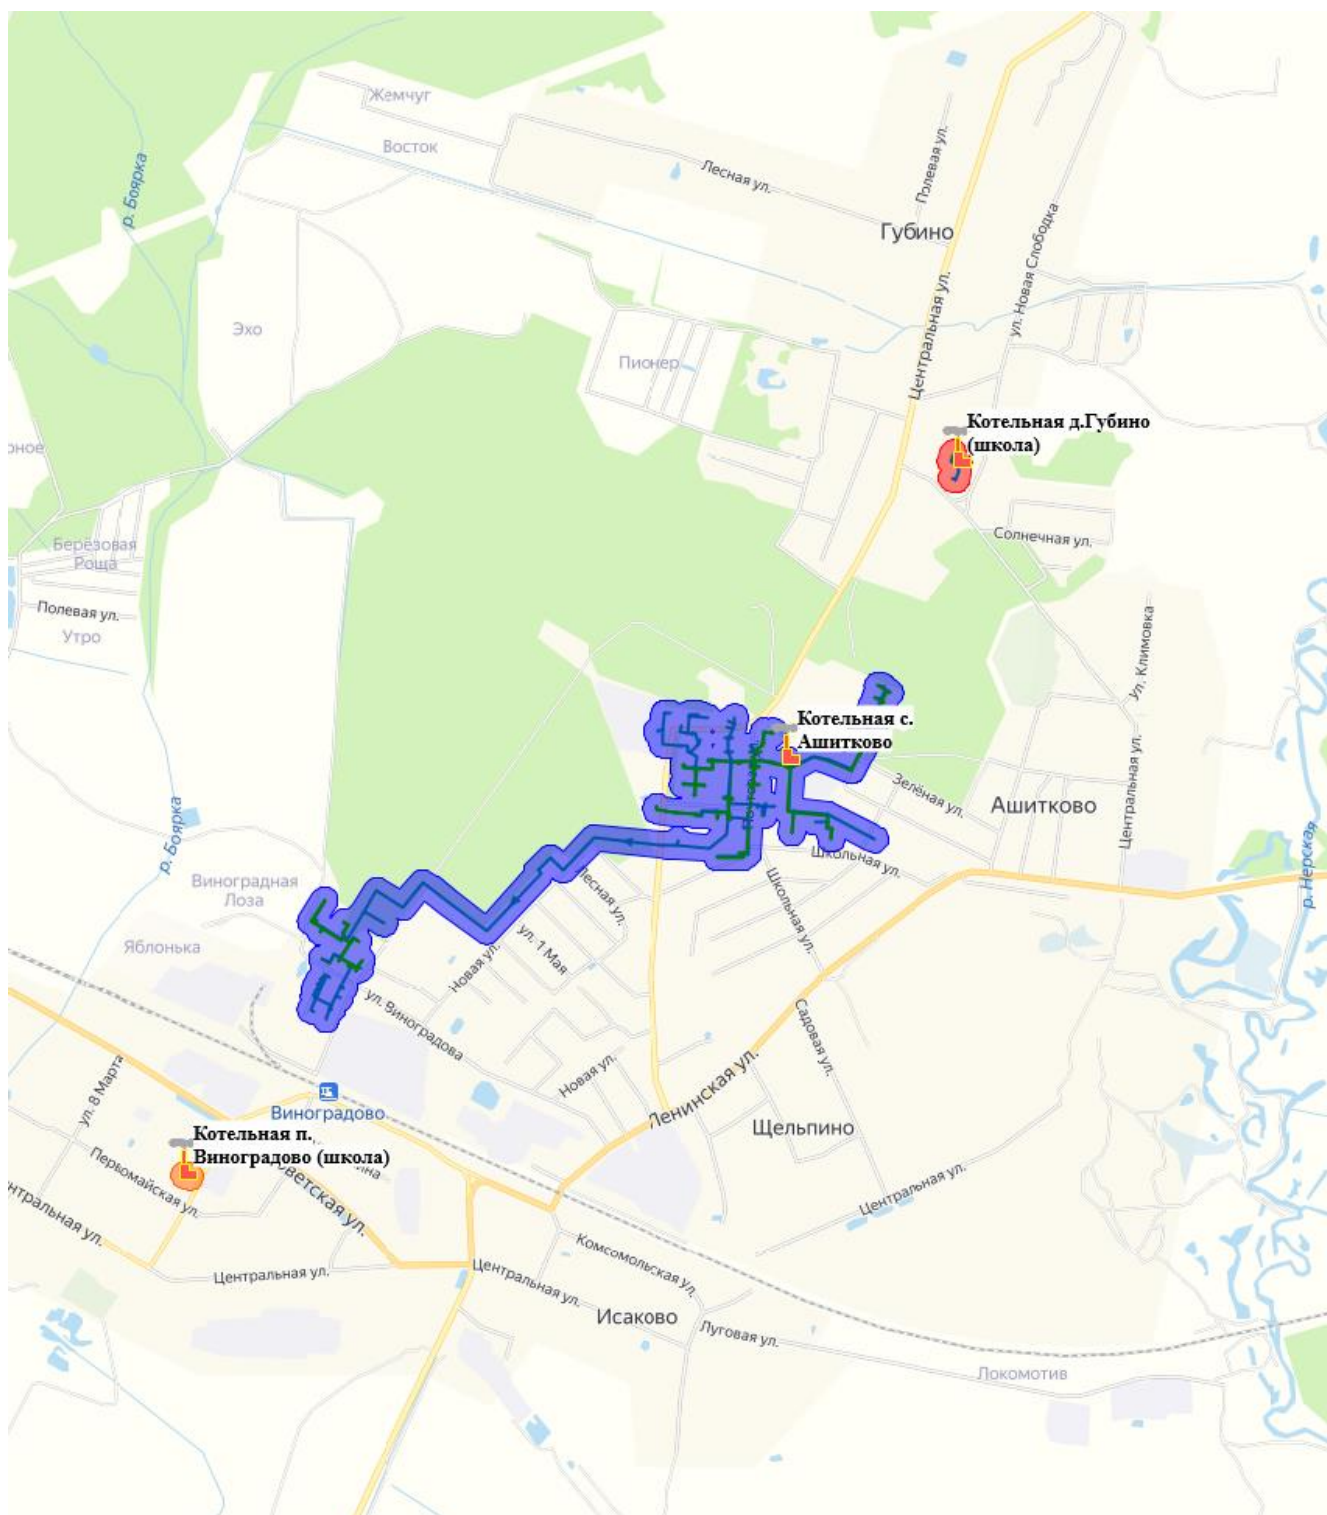 Жемчуг
Восток
р. Боярка
Лесная ул.
Полевая ул.
Губино
ул. Новая Слободка
Центральная ул.
Эхо
Пионер
Котельная д.Губино
(школа)
Солнечная ул.
Берёзовая
Роща
Полевая ул.
Утро
ул. Климовка
Котельная с.
Ашитково
Зелёная ул.
Ашитково
Центральная ул.
р. Боярка
Школьная ул.
р. Нерская
Виноградная
Лоза
Лесная ул.
Школьная ул.
Яблонька
ул. 1 Мая
Новая ул.
ул. Виноградова
Садовая ул.
ул. 8 Марта
Новая ул.
Ленинская ул.
Виноградово
Щельпино
Котельная п.
Виноградово (школа)
Первомайская ул.
Центральная ул.
Центральная ул.
Комсомольская ул.
Центральная ул.
Исаково
Луговая ул.
Локомотив